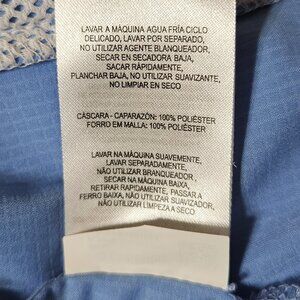 LAVAR A MÁQUINA AGUA FRÍA CICLO
DELICADO, LAVAR POR SEPARADO,
NO UTILIZAR AGENTE BLANQUEADOR,
SECAR EN SECADORA BAJA,
SACAR RÁPIDAMENTE,
PLANCHAR BAJA, NO UTILIZAR SUAVIZANTE,
NO LIMPIAR EN SECO
CÁSCARA - CAPARAZÓN: 100% POLIÉSTER
FORRO EM MALLA: 100% POLIÉSTER
LAVAR NA MÁQUINA SUAVEMENTE,
LAVAR SEPARADAMENTE,
NÃO UTILIZAR BRANQUEADOR,
SECAR NA MÁQUINA BAIXA,
RETIRAR RAPIDAMENTE, PASSAR A
FERRO BAIXA, NÃO UTILIZAR SUAVIZADOR,
NÃO UTILIZAR LIMPEZA A SECO